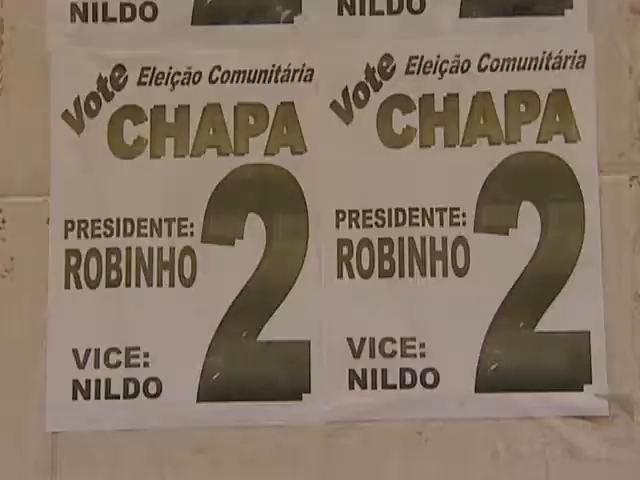 NILDO
NILDO
Vote Eleição Comunitária
CHAPA
2
PRESIDENTE:
ROBINHO
VICE:
NILDO
Vote Eleição Comunitária
CHAPA
2
PRESIDENTE:
ROBINHO
VICE:
NILDO